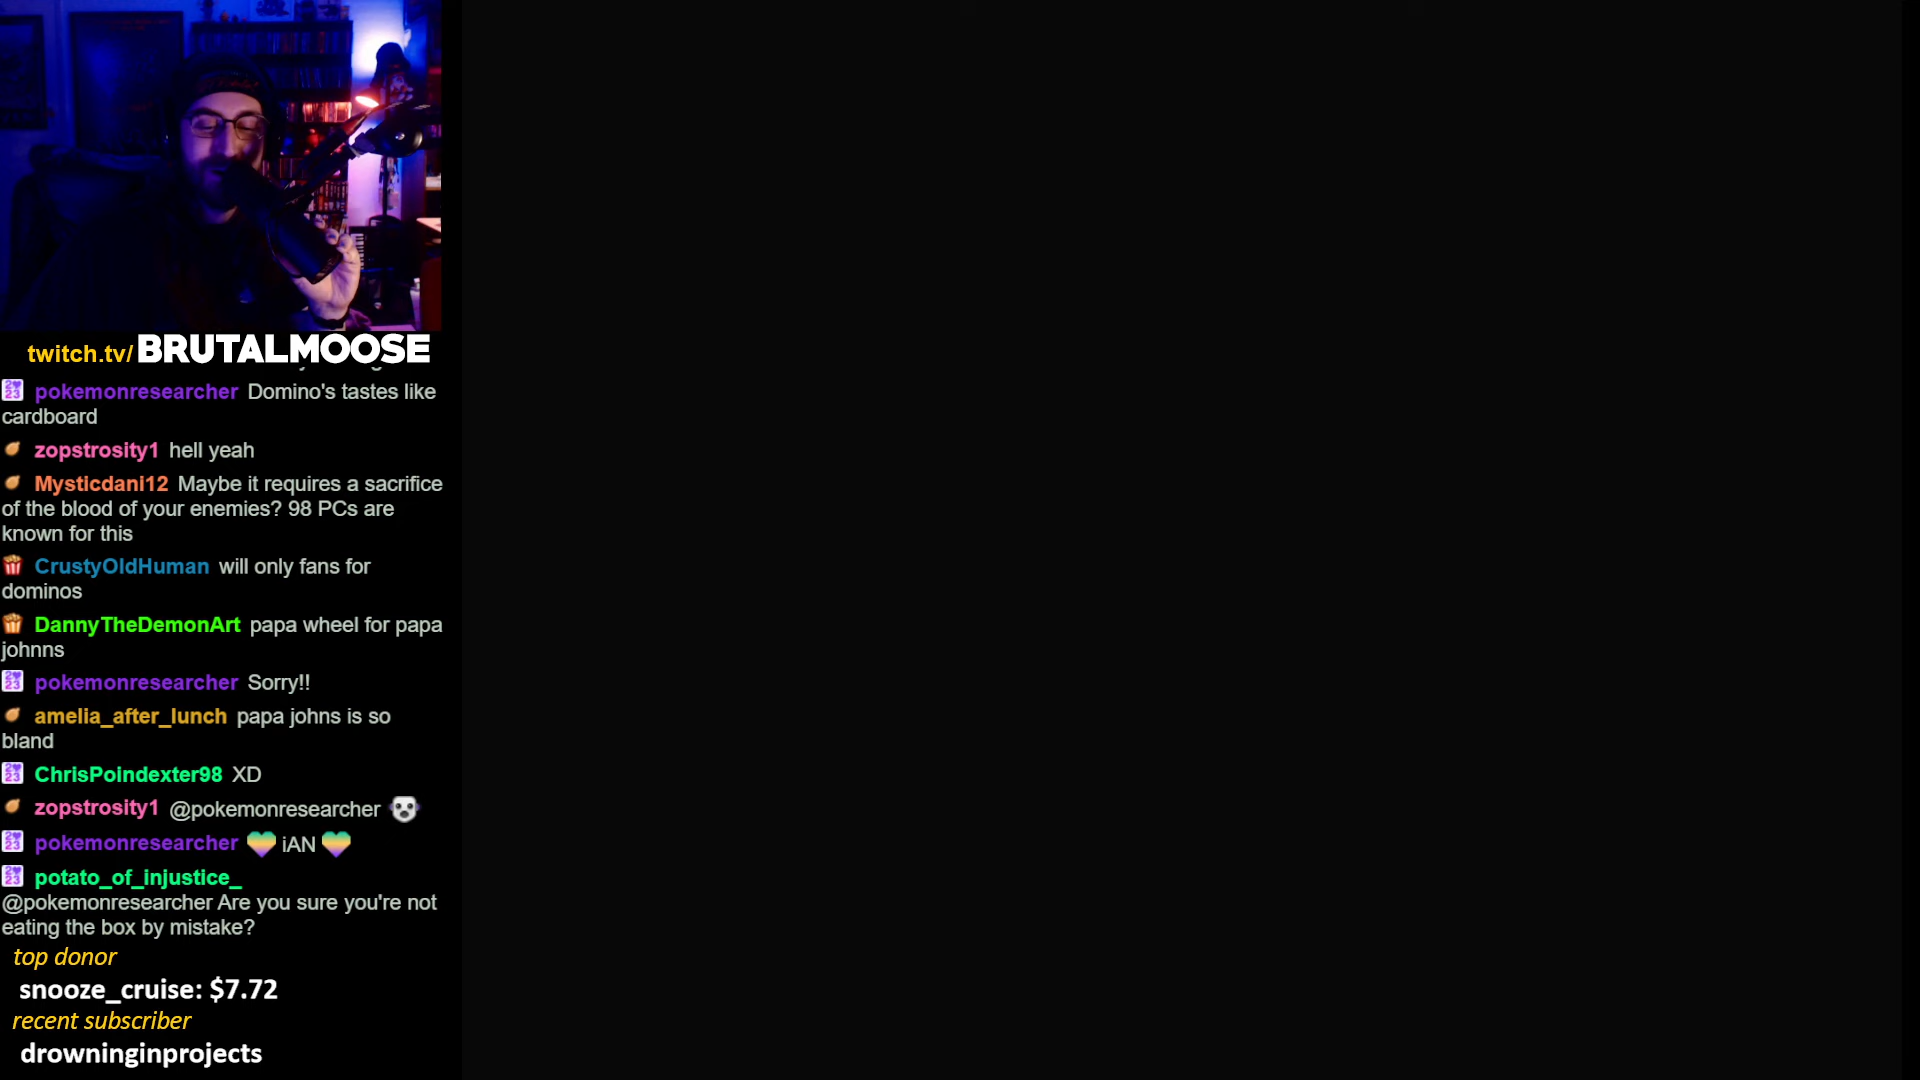 twitch.tv/BRUTALMOOSE
pokemonresearcher Domino's tastes like
cardboard
zopstrosity1 hell yeah
Mysticdani12 Maybe it requires a sacrifice
of the blood of your enemies? 98 PCs are
known for this
CrustyOldHuman will only fans for
dominos
DannyTheDemonArt papa wheel for papa
johnns
pokemonresearcher Sorry!!
amelia_after_lunch papa johns is so
bland
ChrisPoindexter98 XD
zopstrosity1 @pokemonresearcher
pokemonresearcher iAN
potato_of_injustice_
@pokemonresearcher Are you sure you're not
eating the box by mistake?
top donor
snooze_cruise: $7.72
recent subscriber
drowninginprojects